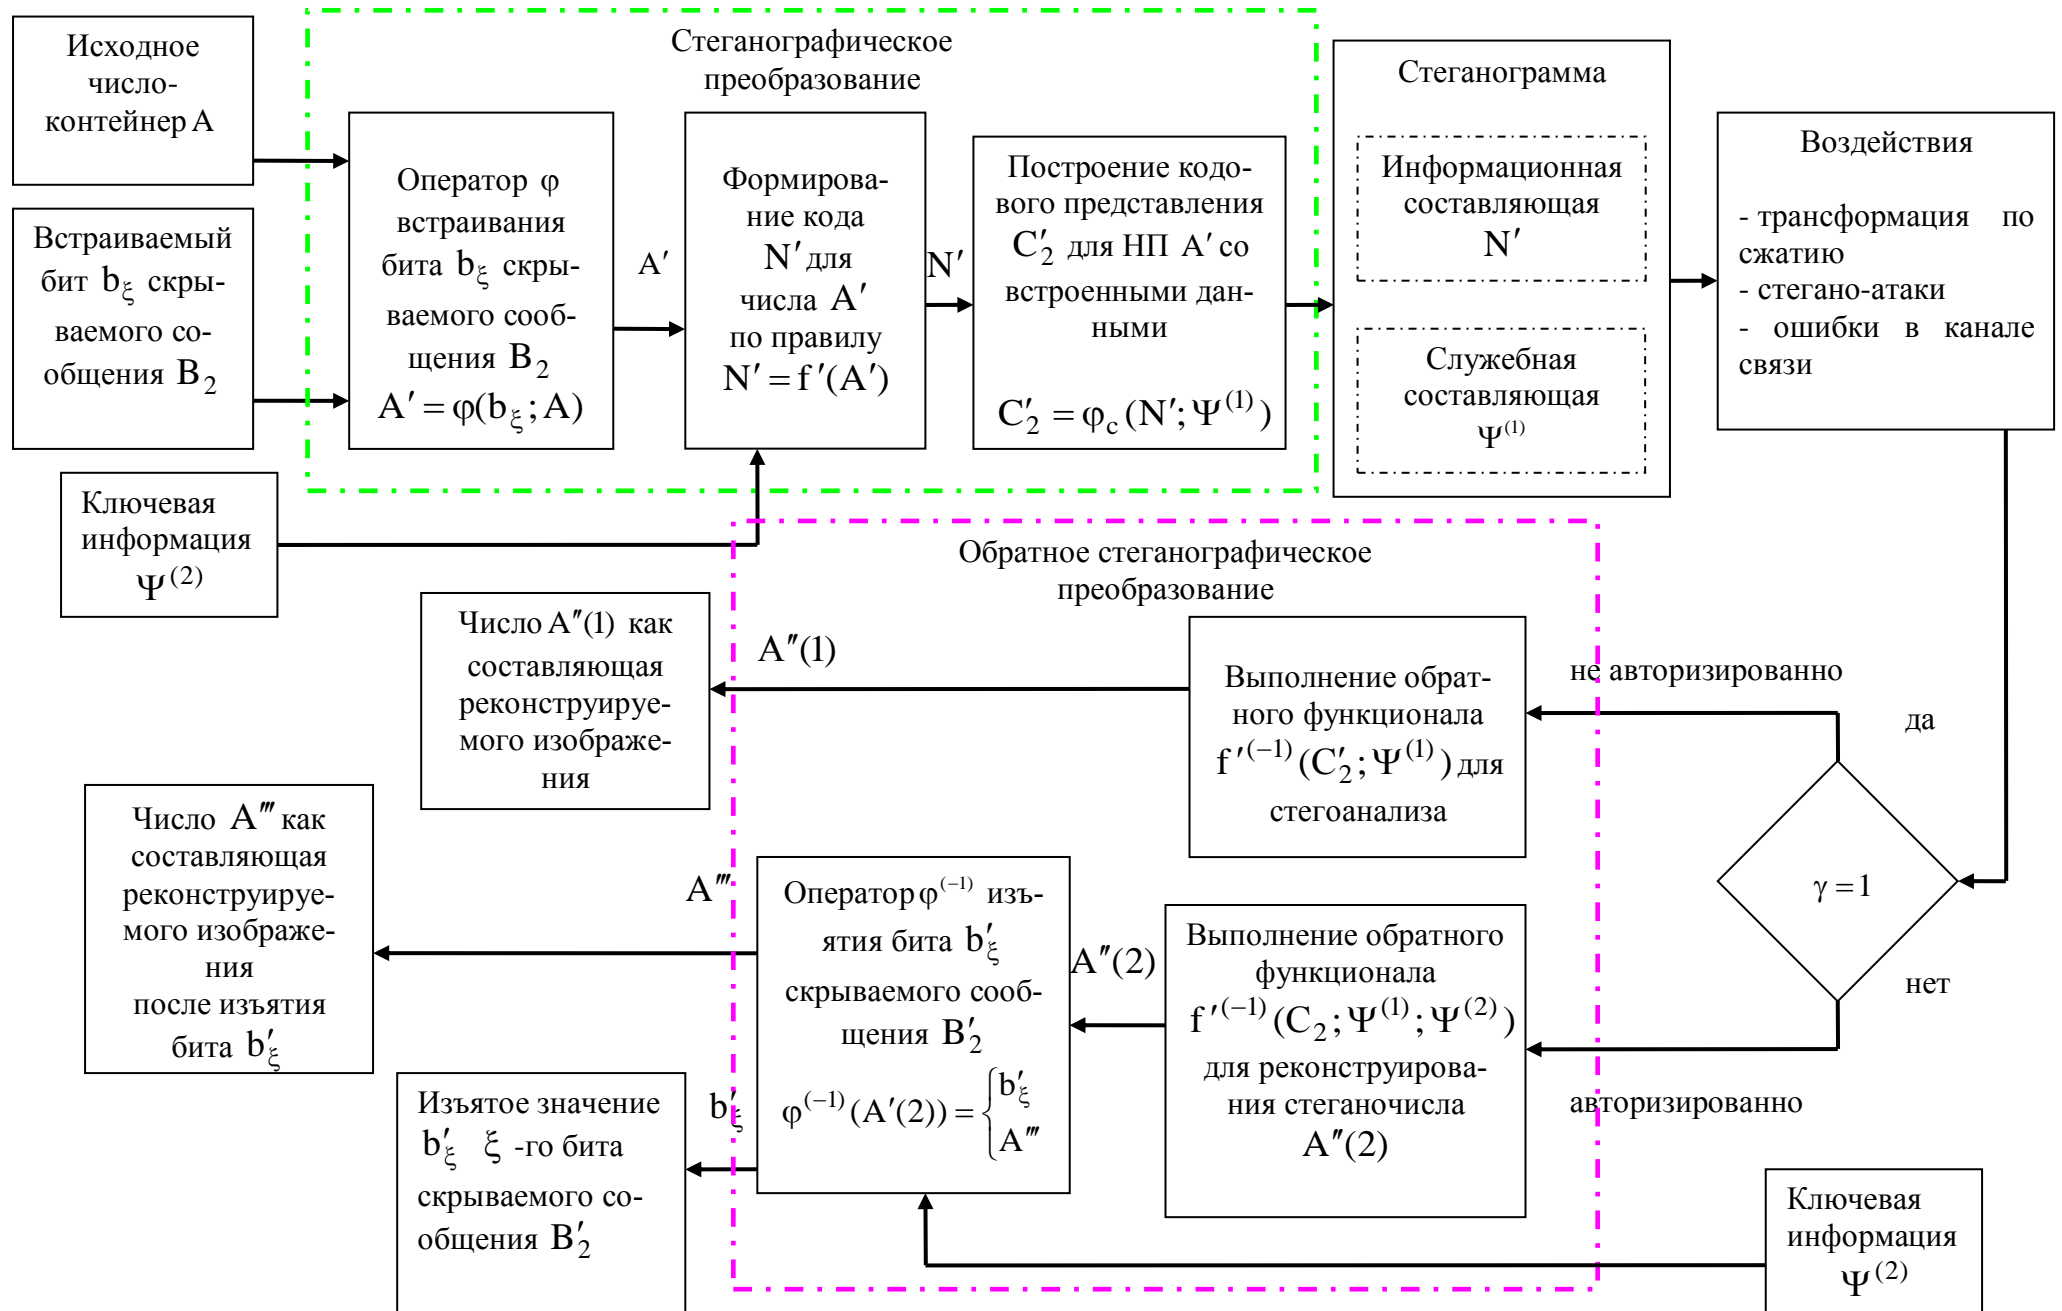 Исходное
число-
контейнер A
Встраиваемый
бит b_ξ скры-
ваемого со-
общения B_2
Ключевая
информация
Ψ^(2)
Стеганографическое
преобразование
Оператор φ
встраивания
бита b_ξ скры-
ваемого сооб-
щения B_2
A′ = φ(b_ξ; A)
A′
Формирова-
ние кода
N′ для
числа A′
по правилу
N′ = f′(A′)
N′
Построение кодо-
вого представления
C′_2 для НП A′ со
встроенными дан-
ными
C′_2 = φ_c(N′; Ψ^(1))
Стеганограмма
Информационная
составляющая
N′
Служебная
составляющая
Ψ^(1)
Воздействия
- трансформация по
сжатию
- стегано-атаки
- ошибки в канале
связи
Обратное стеганографическое
преобразование
Число A″(1) как
составляющая
реконструируе-
мого изображе-
ния
A″(1)
Выполнение обрат-
ного функционала
f′^(−1)(C′_2; Ψ^(1)) для
стегоанализа
не авторизированно
да
γ = 1
нет
авторизированно
Число A‴ как
составляющая
реконструируе-
мого изображе-
ния
после изъятия
бита b′_ξ
A‴
Оператор φ^(−1) изъ-
ятия бита b′_ξ
скрываемого сооб-
щения B′_2
φ^(−1)(A′(2)) = { b′_ξ
A‴
A″(2)
Выполнение обратного
функционала
f′^(−1)(C_2; Ψ^(1); Ψ^(2))
для реконструирова-
ния стеганочисла
A″(2)
Изъятое значение
b′_ξ ξ -го бита
скрываемого со-
общения B′_2
b′_ξ
Ключевая
информация
Ψ^(2)